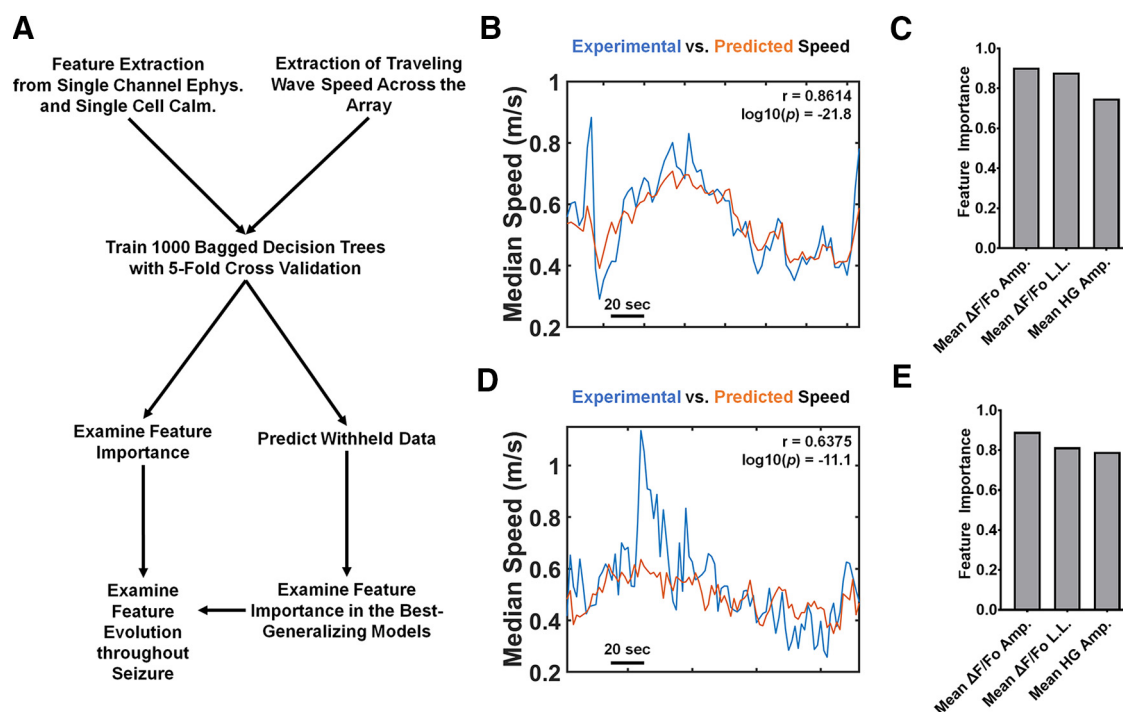 A
Feature Extraction
from Single Channel Ephys.
and Single Cell Calm.
Extraction of Traveling
Wave Speed Across the
Array
Train 1000 Bagged Decision Trees
with 5-Fold Cross Validation
Examine Feature
Importance
Predict Withheld Data
Examine
Feature
Evolution
throughout
Seizure
Examine Feature
Importance in the Best-
Generalizing Models
B
Experimental vs. Predicted Speed
r = 0.8614
log10(p) = -21.8
Median Speed (m/s)
1
0.8
0.6
0.4
0.2
20 sec
C
Feature Importance
1.0
0.8
0.6
0.4
0.2
0.0
Mean ΔF/Fo Amp.
Mean ΔF/Fo L.L.
Mean HG Amp.
D
Experimental vs. Predicted Speed
r = 0.6375
log10(p) = -11.1
Median Speed (m/s)
1
0.8
0.6
0.4
0.2
20 sec
E
Feature Importance
1.0
0.8
0.6
0.4
0.2
0.0
Mean ΔF/Fo Amp.
Mean ΔF/Fo L.L.
Mean HG Amp.